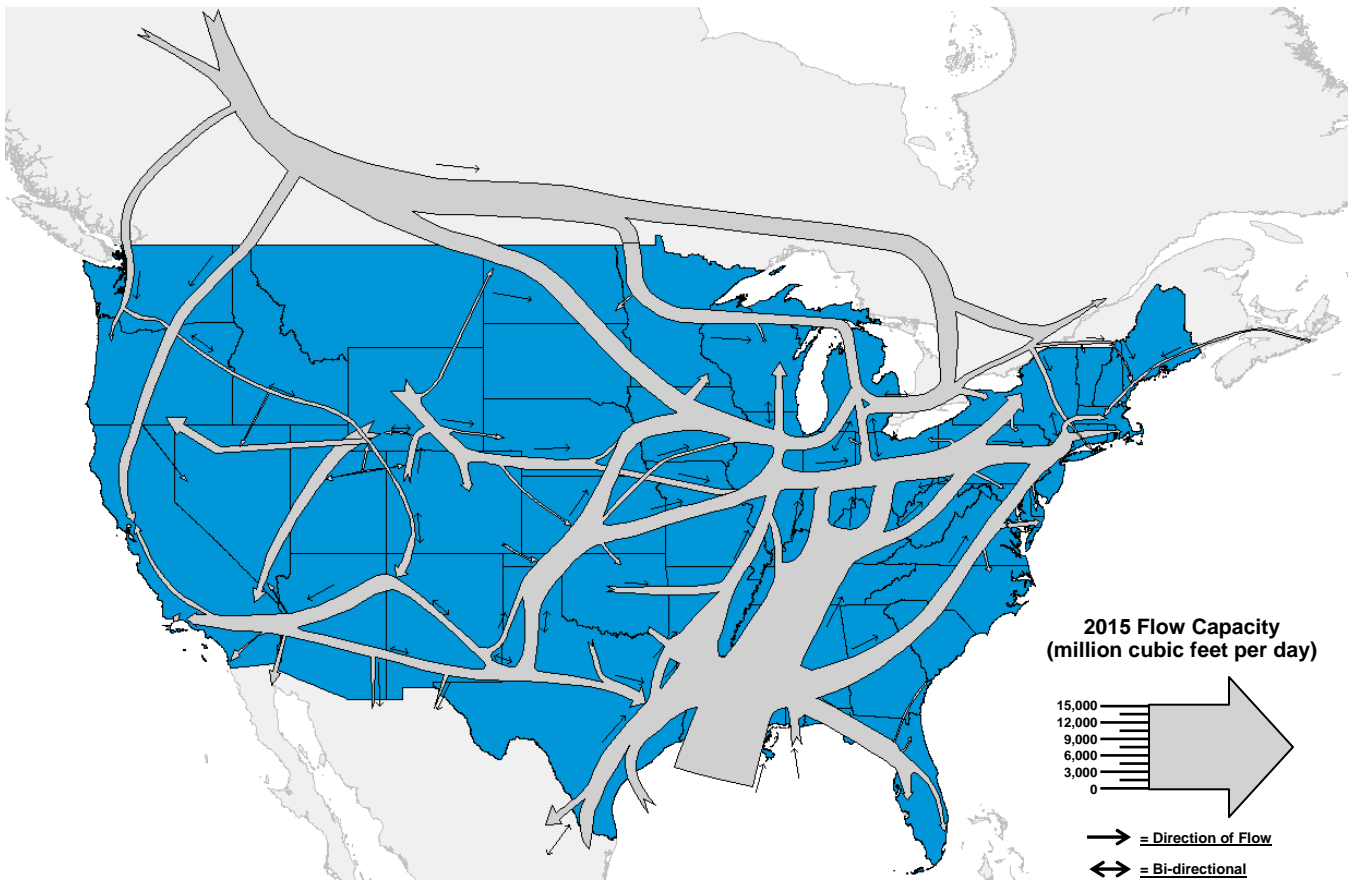 2015 Flow Capacity
(million cubic feet per day)
15,000
12,000
9,000
6,000
3,000
0
= Direction of Flow
= Bi-directional